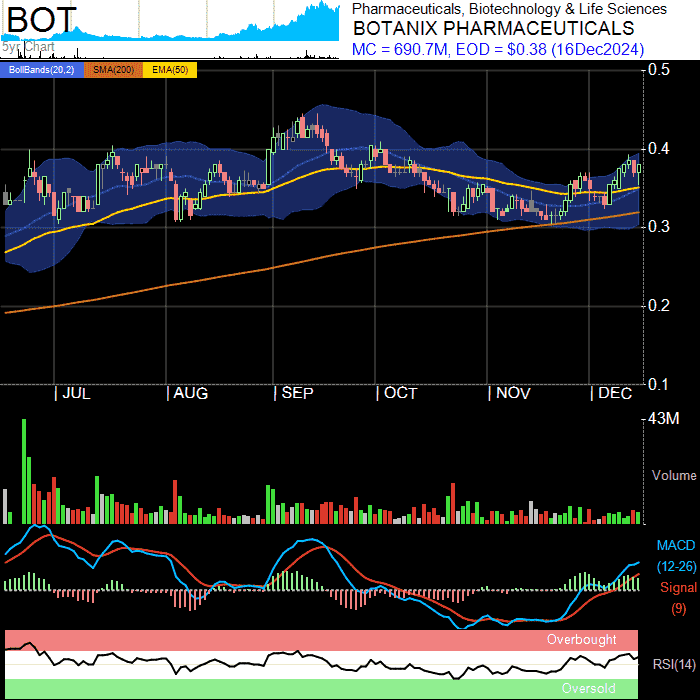 BOT
5yr Chart
Pharmaceuticals, Biotechnology & Life Sciences
BOTANIX PHARMACEUTICALS
MC = 690.7M, EOD = $0.38 (16Dec2024)
BollBands(20,2) SMA(200) EMA(50)
0.5
0.4
0.3
0.2
0.1
| JUL | AUG | SEP | OCT | NOV | DEC
43M
Volume
MACD
(12-26)
Signal
(9)
Overbought
RSI(14)
Oversold